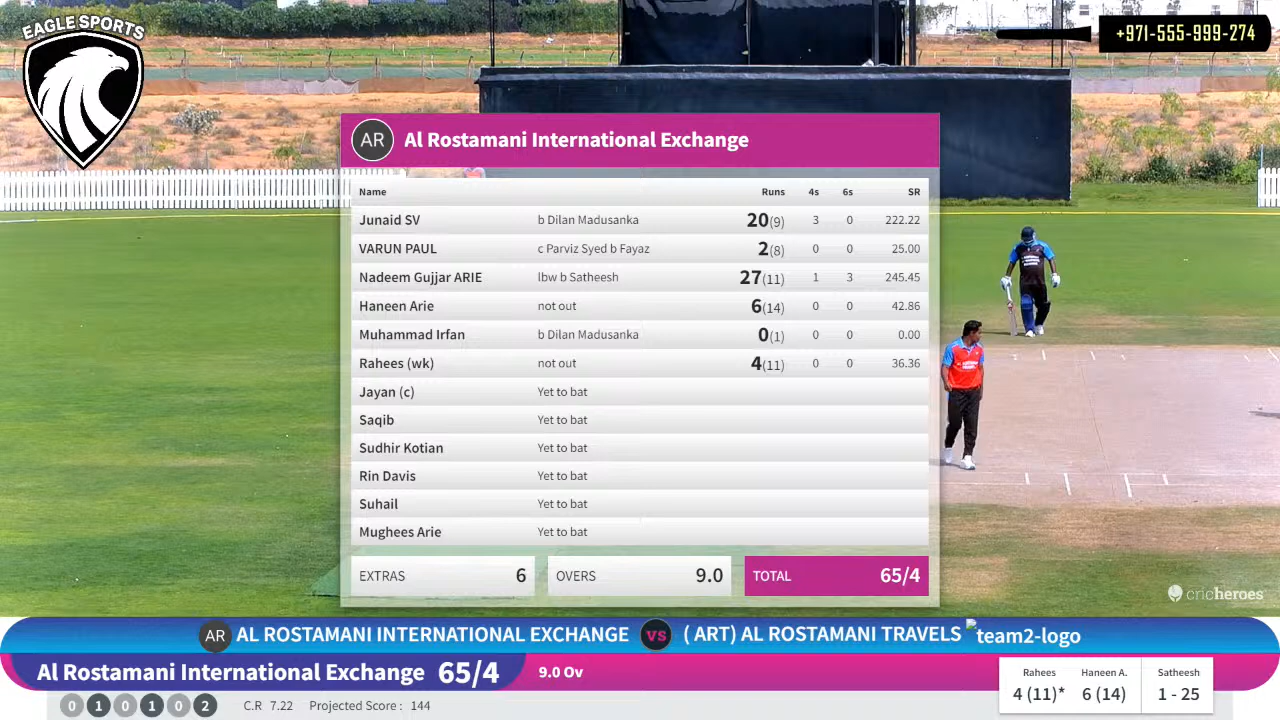 EAGLE SPORTS
+971-555-999-274
AR Al Rostamani International Exchange
Name Runs 4s 6s SR
Junaid SV b Dilan Madusanka 20(9) 3 0 222.22
VARUN PAUL c Parviz Syed b Fayaz 2(8) 0 0 25.00
Nadeem Gujjar ARIE lbw b Satheesh 27(11) 1 3 245.45
Haneen Arie not out 6(14) 0 0 42.86
Muhammad Irfan b Dilan Madusanka 0(1) 0 0 0.00
Rahees (wk) not out 4(11) 0 0 36.36
Jayan (c) Yet to bat
Saqib Yet to bat
Sudhir Kotian Yet to bat
Rin Davis Yet to bat
Suhail Yet to bat
Mughees Arie Yet to bat
EXTRAS 6 OVERS 9.0 TOTAL 65/4
cricheroes
AR AL ROSTAMANI INTERNATIONAL EXCHANGE VS ( ART) AL ROSTAMANI TRAVELS team2-logo
Al Rostamani International Exchange 65/4 9.0 Ov
Rahees Haneen A. Satheesh
4 (11)* 6 (14) 1 - 25
0 1 0 1 0 2 C.R 7.22 Projected Score : 144